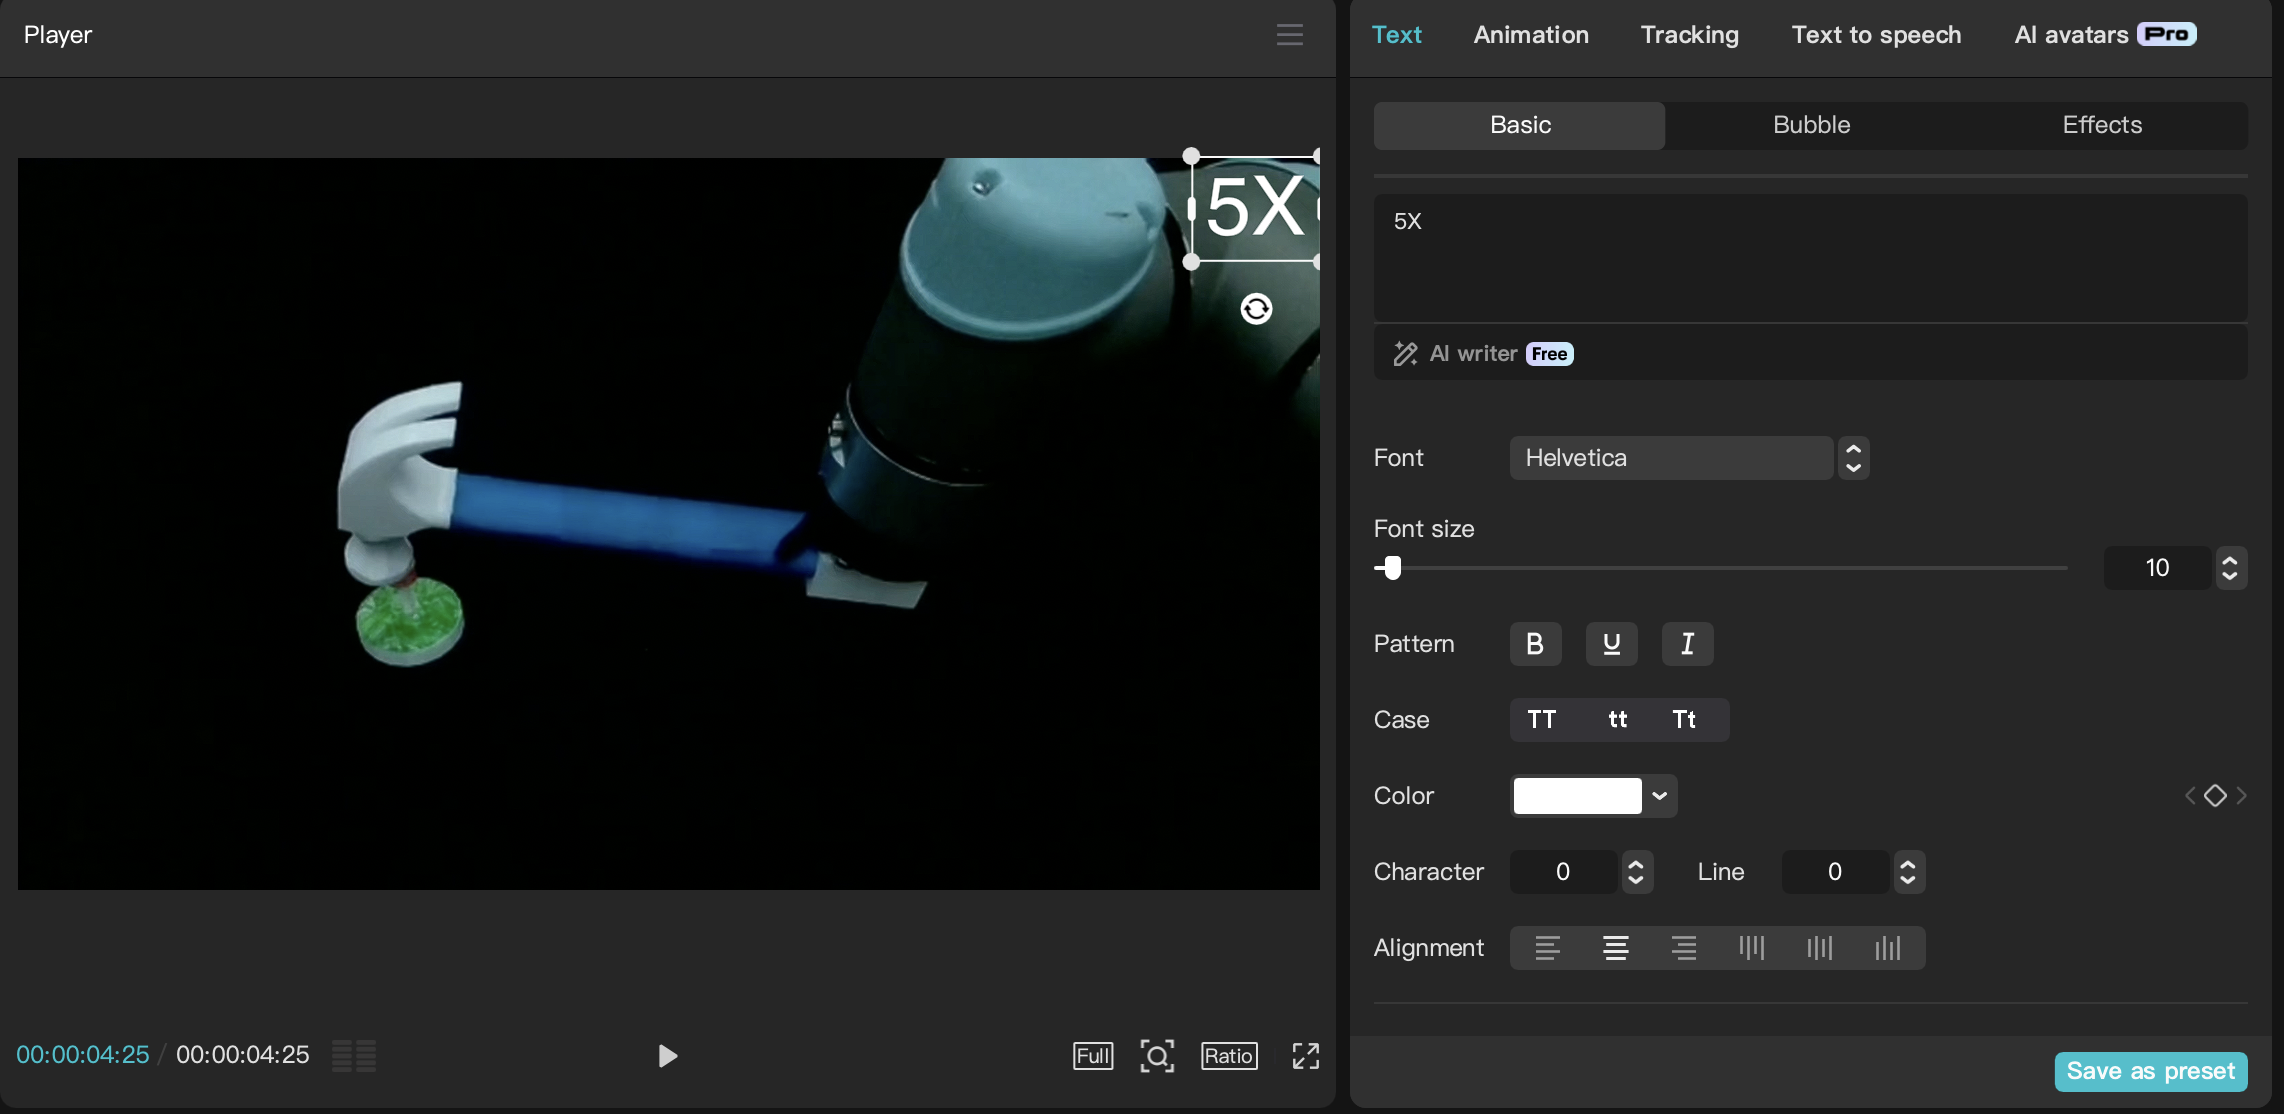 Player
5X
00:00:04:25 / 00:00:04:25
Full
Ratio
Text Animation Tracking Text to speech AI avatars Pro
Basic Bubble Effects
5X
AI writer Free
Font Helvetica
Font size
10
Pattern B U I
Case TT tt Tt
Color
Character 0 Line 0
Alignment
Save as preset